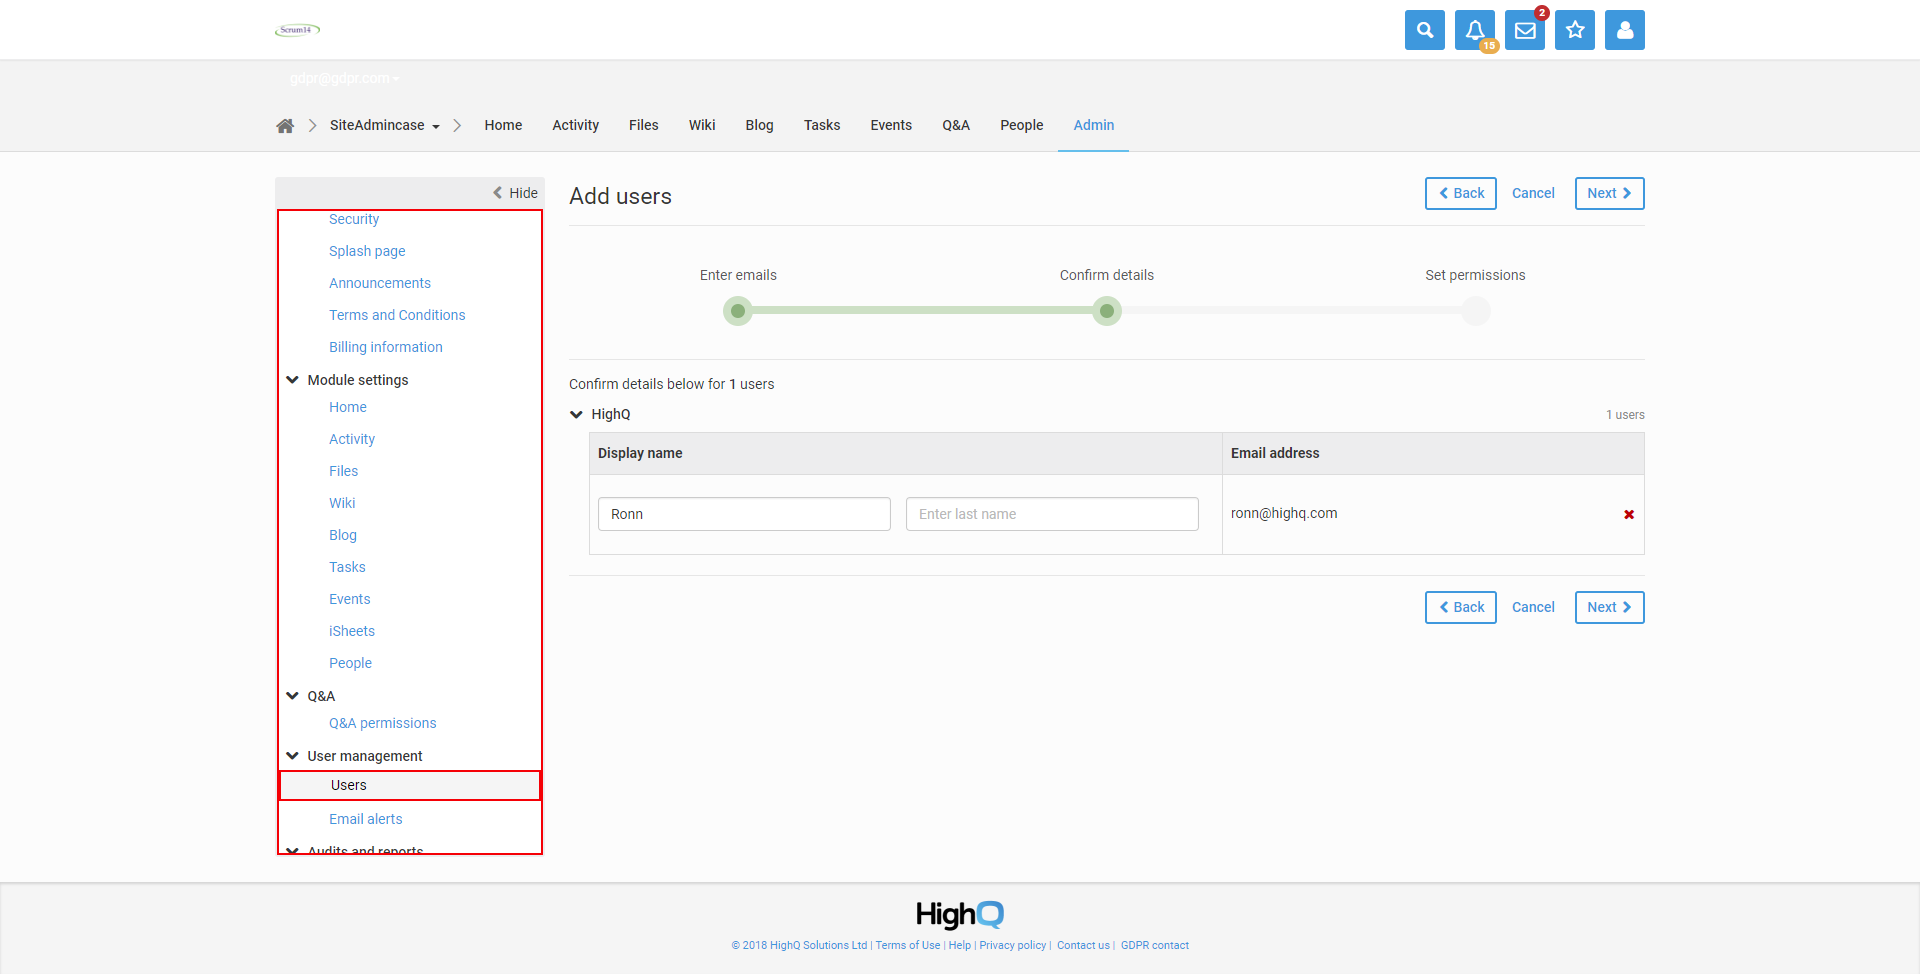 Scrum14
15
2
gdpr@gdpr.com
SiteAdmincase
Home Activity Files Wiki Blog Tasks Events Q&A People Admin
Hide
Security
Splash page
Announcements
Terms and Conditions
Billing information
Module settings
Home
Activity
Files
Wiki
Blog
Tasks
Events
iSheets
People
Q&A
Q&A permissions
User management
Users
Email alerts
Audits and reports
Add users
Back Cancel Next
Enter emails Confirm details Set permissions
Confirm details below for 1 users
HighQ 1 users
Display name Email address
Ronn Enter last name ronn@highq.com
Back Cancel Next
HighQ
© 2018 HighQ Solutions Ltd | Terms of Use | Help | Privacy policy | Contact us | GDPR contact